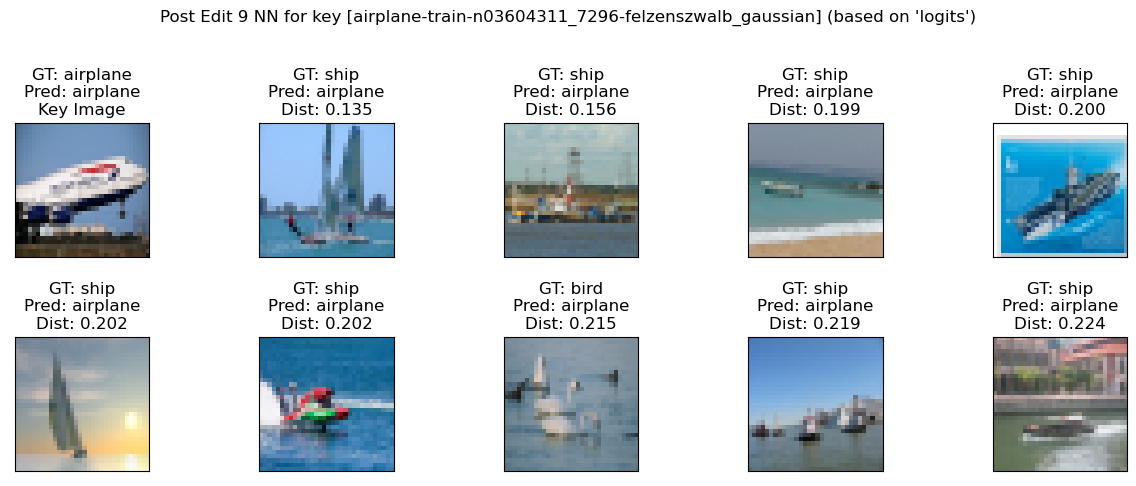 Post Edit 9 NN for key [airplane-train-n03604311_7296-felzenszwalb_gaussian] (based on 'logits')
GT: airplane
Pred: airplane
Key Image
GT: ship
Pred: airplane
Dist: 0.135
GT: ship
Pred: airplane
Dist: 0.156
GT: ship
Pred: airplane
Dist: 0.199
GT: ship
Pred: airplane
Dist: 0.200
GT: ship
Pred: airplane
Dist: 0.202
GT: ship
Pred: airplane
Dist: 0.202
GT: bird
Pred: airplane
Dist: 0.215
GT: ship
Pred: airplane
Dist: 0.219
GT: ship
Pred: airplane
Dist: 0.224